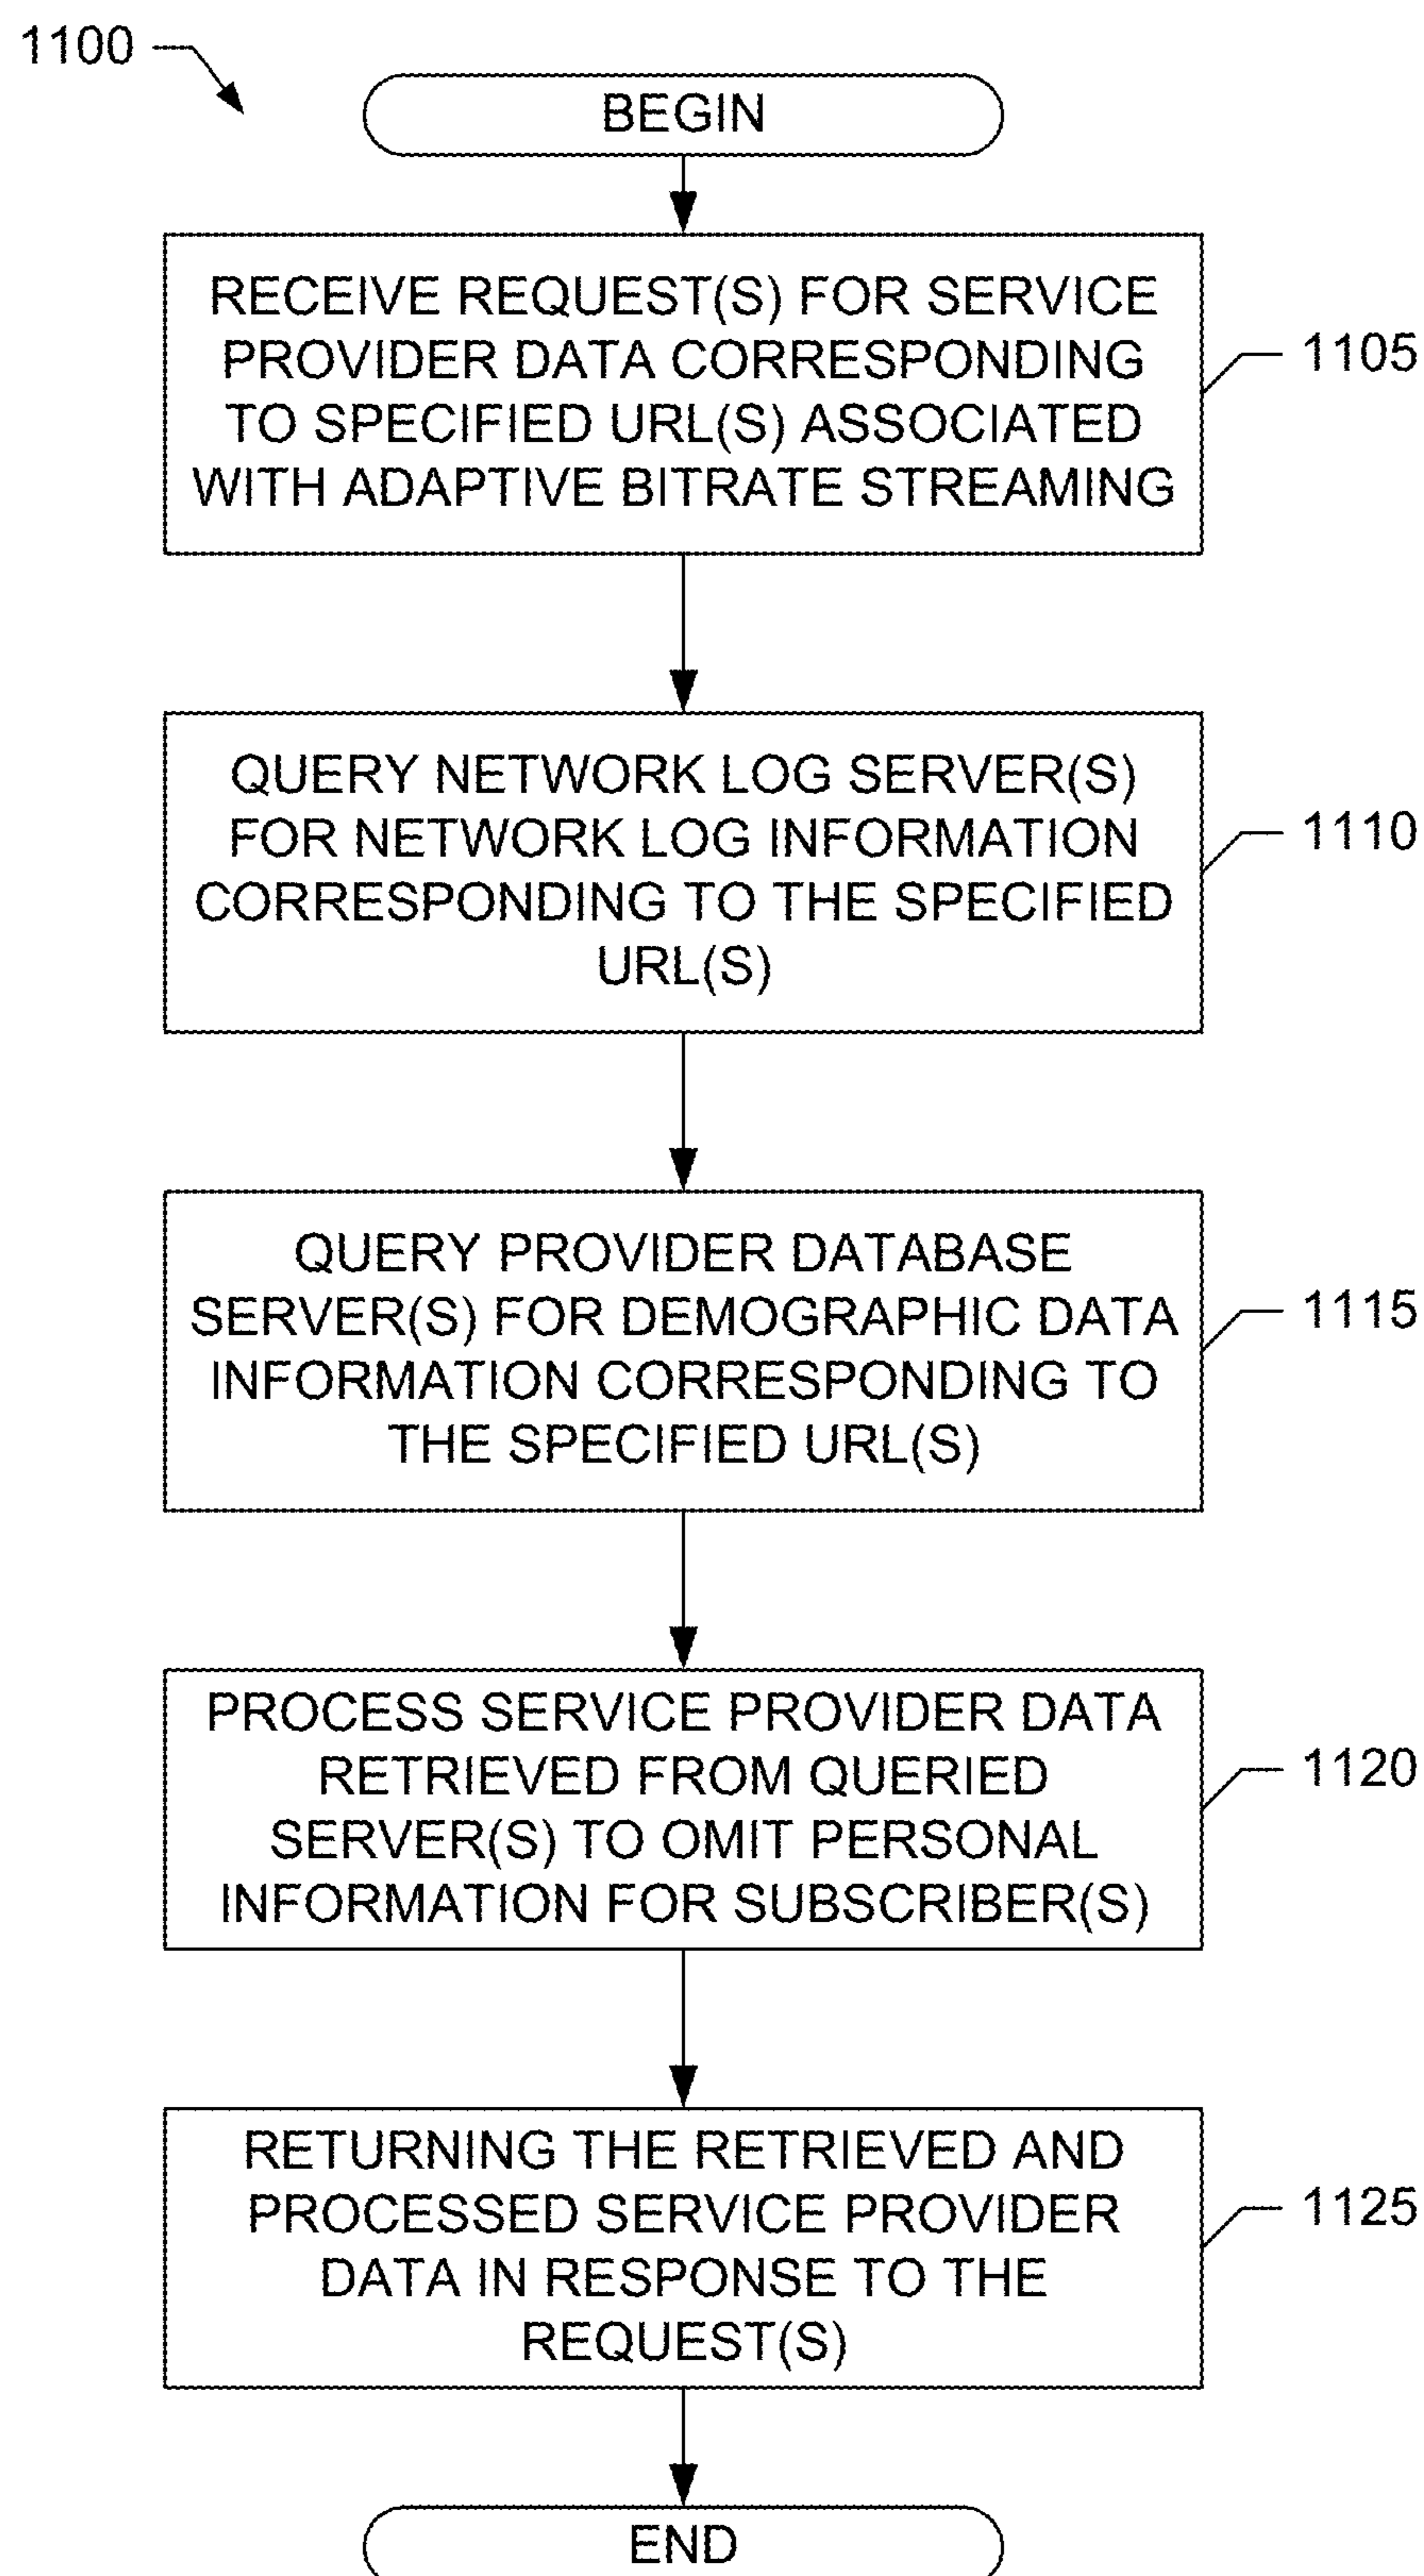 1100
BEGIN
RECEIVE REQUEST(S) FOR SERVICE
PROVIDER DATA CORRESPONDING
TO SPECIFIED URL(S) ASSOCIATED
WITH ADAPTIVE BITRATE STREAMING
1105
QUERY NETWORK LOG SERVER(S)
FOR NETWORK LOG INFORMATION
CORRESPONDING TO THE SPECIFIED
URL(S)
1110
QUERY PROVIDER DATABASE
SERVER(S) FOR DEMOGRAPHIC DATA
INFORMATION CORRESPONDING TO
THE SPECIFIED URL(S)
1115
PROCESS SERVICE PROVIDER DATA
RETRIEVED FROM QUERIED
SERVER(S) TO OMIT PERSONAL
INFORMATION FOR SUBSCRIBER(S)
1120
RETURNING THE RETRIEVED AND
PROCESSED SERVICE PROVIDER
DATA IN RESPONSE TO THE
REQUEST(S)
1125
END